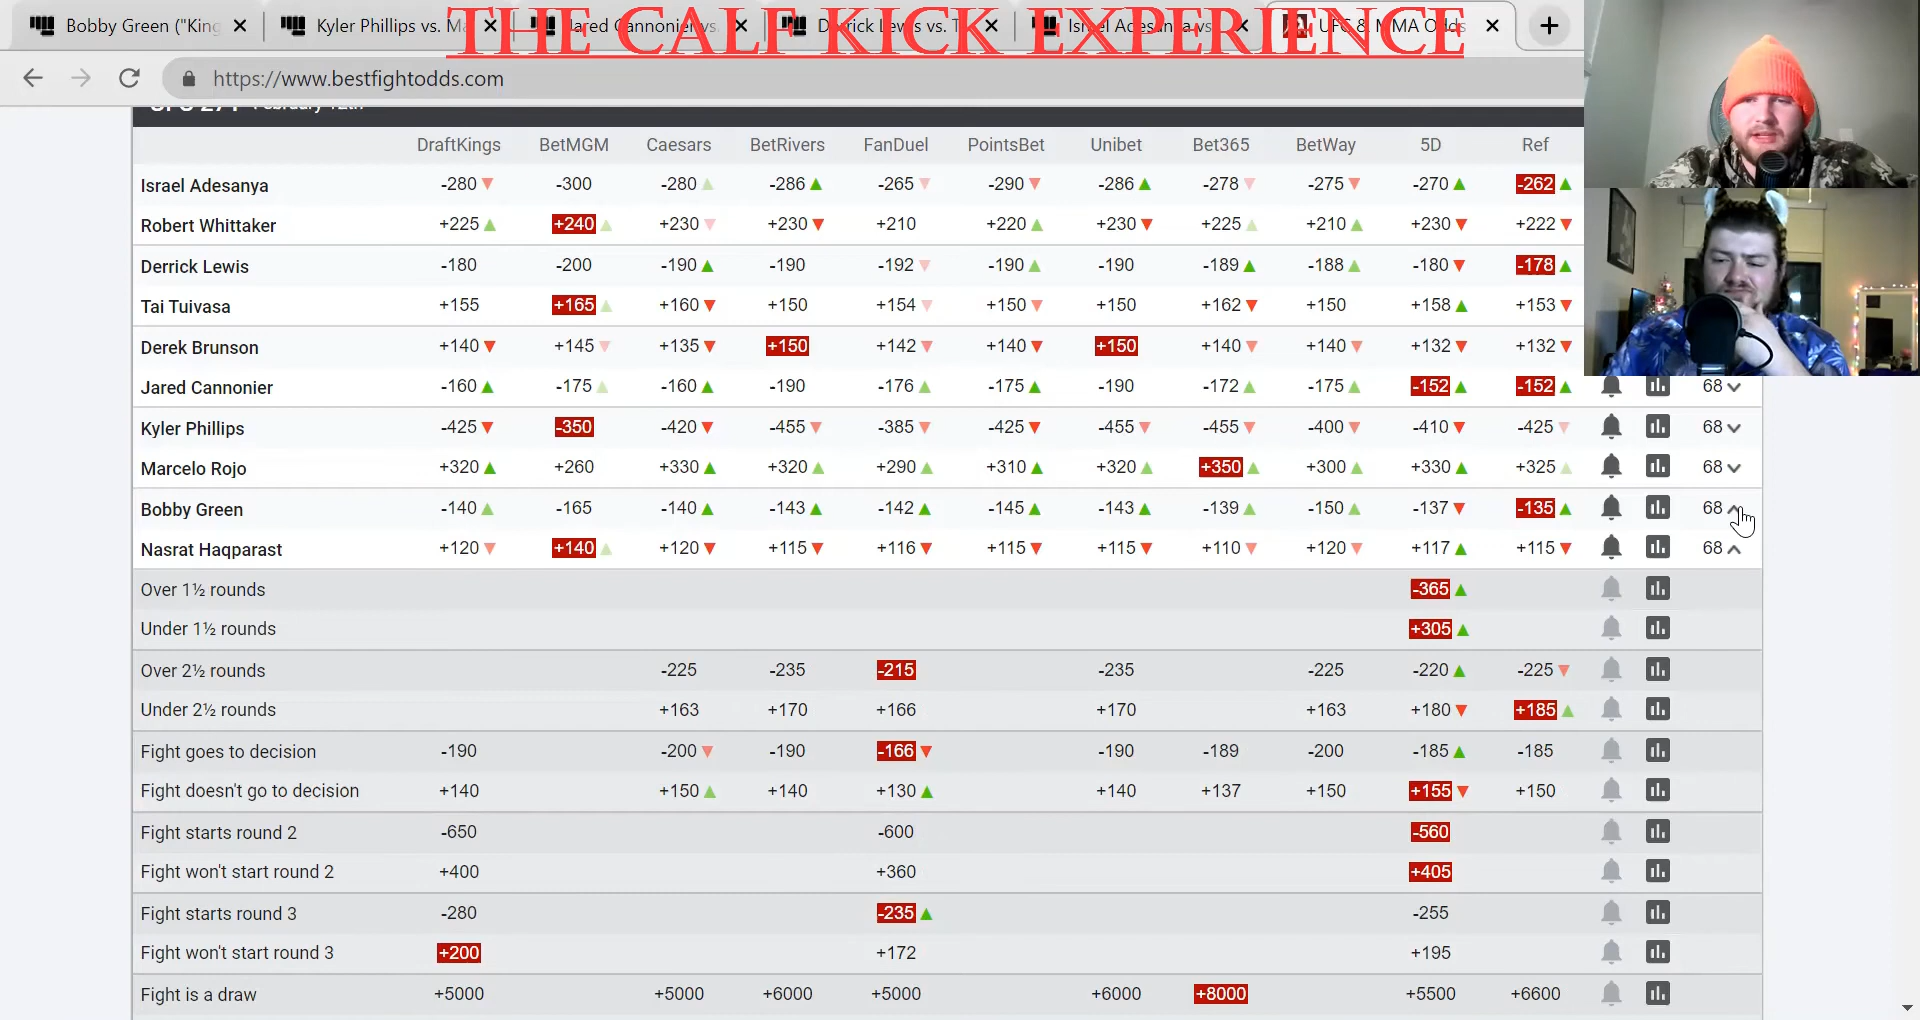 Bobby Green ("King
Kyler Phillips vs. Ma
Jared Cannonier vs.
Derrick Lewis vs. T
Israel Adesanya vs.
UFC & MMA Odds
THE CALF KICK EXPERIENCE
https://www.bestfightodds.com
UFC 271 February 12th
DraftKings BetMGM Caesars BetRivers FanDuel PointsBet Unibet Bet365 BetWay 5D Ref
Israel Adesanya -280 -300 -280 -286 -265 -290 -286 -278 -275 -270 -262
Robert Whittaker +225 +240 +230 +230 +210 +220 +230 +225 +210 +230 +222
Derrick Lewis -180 -200 -190 -190 -192 -190 -190 -189 -188 -180 -178
Tai Tuivasa +155 +165 +160 +150 +154 +150 +150 +162 +150 +158 +153
Derek Brunson +140 +145 +135 +150 +142 +140 +150 +140 +140 +132 +132
Jared Cannonier -160 -175 -160 -190 -176 -175 -190 -172 -175 -152 -152 68
Kyler Phillips -425 -350 -420 -455 -385 -425 -455 -455 -400 -410 -425 68
Marcelo Rojo +320 +260 +330 +320 +290 +310 +320 +350 +300 +330 +325 68
Bobby Green -140 -165 -140 -143 -142 -145 -143 -139 -150 -137 -135 68
Nasrat Haqparast +120 +140 +120 +115 +116 +115 +115 +110 +120 +117 +115 68
Over 1½ rounds -365
Under 1½ rounds +305
Over 2½ rounds -225 -235 -215 -235 -225 -220 -225
Under 2½ rounds +163 +170 +166 +170 +163 +180 +185
Fight goes to decision -190 -200 -190 -166 -190 -189 -200 -185 -185
Fight doesn't go to decision +140 +150 +140 +130 +140 +137 +150 +155 +150
Fight starts round 2 -650 -600 -560
Fight won't start round 2 +400 +360 +405
Fight starts round 3 -280 -235 -255
Fight won't start round 3 +200 +172 +195
Fight is a draw +5000 +5000 +6000 +5000 +6000 +8000 +5500 +6600